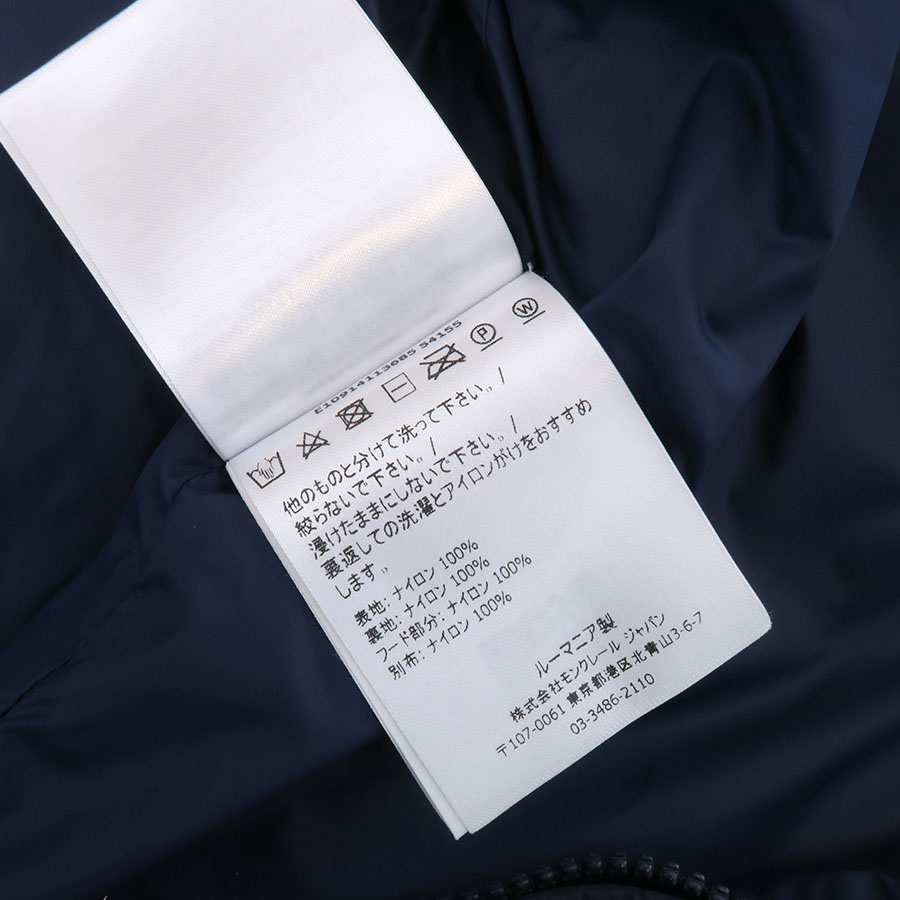 E10914113685 54155
P
W
他のものと分けて洗って下さい。/
絞らないで下さい。/
浸けたままにしないで下さい。/
裏返しての洗濯とアイロンがけをおすすめ
します。
表地: ナイロン 100%
裏地: ナイロン 100%
フード部分: ナイロン 100%
別布: ナイロン 100%
ルーマニア製
株式会社モンクレール ジャパン
〒107-0061 東京都港区北青山3-6-7
03-3486-2110